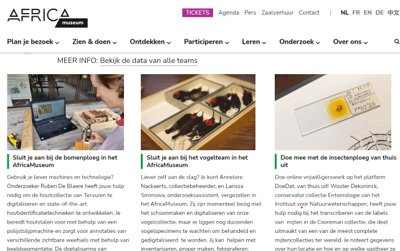 AFRICA
museum
TICKETS Agenda Pers Zaalverhuur Contact | NL FR EN DE 中文
Plan je bezoek Zien & doen Ontdekken Participeren Leren Onderzoek Over ons
MEER INFO: Bekijk de data van alle teams
Sluit je aan bij de bomenploeg in het
AfricaMuseum
Gebruik je liever machines en technologie?
Onderzoeker Ruben De Blaere heeft jouw hulp
nodig om de houtcollectie van Tervuren te
digitaliseren en state-of-the-art
houtidentificatietechnieken te ontwikkelen. Je
bereidt houtstalen voor met behulp van een
polijstslijpmachine en zorgt voor annotaties van
verschillende zichtbare weefsels met behulp van
beeldsoftware. De digitalisering van
Sluit je aan bij het vogelteam in het
AfricaMuseum
Liever zelf aan de slag? Je kunt Annelore
Nackaerts, collectiebeheerder, en Larissa
Smirnova, onderzoeksassistent, vergezellen in
het AfricaMuseum. Zij zijn momenteel bezig met
het schoonmaken en digitaliseren van onze
vogelcollectie, maar er liggen nog duizenden
vogelspecimens te wachten om behandeld en
gedigitaliseerd te worden. Jij kan helpen met
inventariseren, proper maken, fotograferen,
Doe mee met de insectenploeg van thuis
uit
Doe online vrijwilligerswerk op het platform
DoeDat, van thuis uit! Wouter Dekoninck,
conservator collectie Entomologie van het
Instituut voor Natuurwetenschappen, heeft jouw
hulp nodig bij het transcriberen van de labels
van mijten in de Cooreman-collectie, die deel
uitmaakt van een van de meest complete
mijtencollecties ter wereld. Je noteert gegevens
over hun locatie en hoe en op welke datum ze